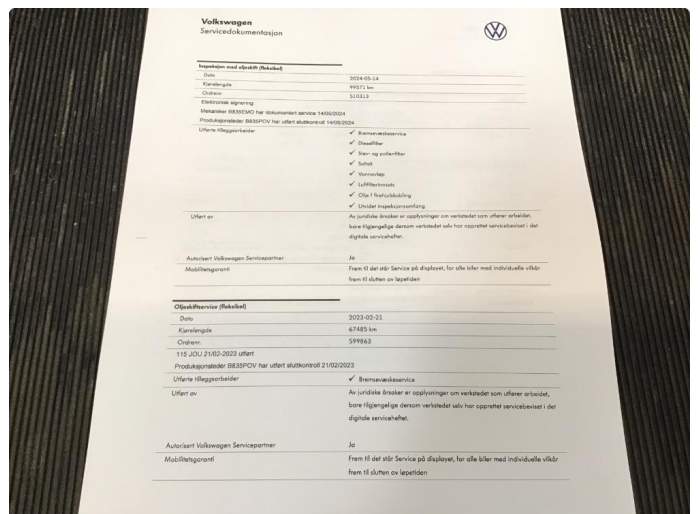 Volkswagen
Servicedokumentasjon
Inspeksjon med oljeskift (fleksibel)
Dato 2024-05-14
Kjørelengde 99571 km
Ordrenr. 510313
Elektronisk signering:
Mekaniker B835EMO har dokumentert service 14/05/2024
Produksjonsleder B835POV har utført sluttkontroll 14/05/2024
Utførte tilleggsarbeider ✓ Bremsevæskeservice
✓ Dieselfilter
✓ Støv- og pollenfilter
✓ Soltak
✓ Vannavløp
✓ Luftfilterinnsats
✓ Olje f firehjulskobling
✓ Utvidet inspeksjonsomfang
Utført av Av juridiske årsaker er opplysninger om verkstedet som utfører arbeidet,
bare tilgjengelige dersom verkstedet selv har opprettet servicebeviset i det
digitale serviceheftet.
Autorisert Volkswagen Servicepartner Ja
Mobilitetsgaranti Frem til det står Service på displayet, for alle biler med individuelle vilkår
frem til slutten av løpetiden
Oljeskiftservice (fleksibel)
Dato 2023-02-21
Kjørelengde 67485 km
Ordrenr. 599863
115 JOU 21/02-2023 utført
Produksjonsleder B835POV har utført sluttkontroll 21/02/2023
Utførte tilleggsarbeider ✓ Bremsevæskeservice
Utført av Av juridiske årsaker er opplysninger om verkstedet som utfører arbeidet,
bare tilgjengelige dersom verkstedet selv har opprettet servicebeviset i det
digitale serviceheftet.
Autorisert Volkswagen Servicepartner Ja
Mobilitetsgaranti Frem til det står Service på displayet, for alle biler med individuelle vilkår
frem til slutten av løpetiden